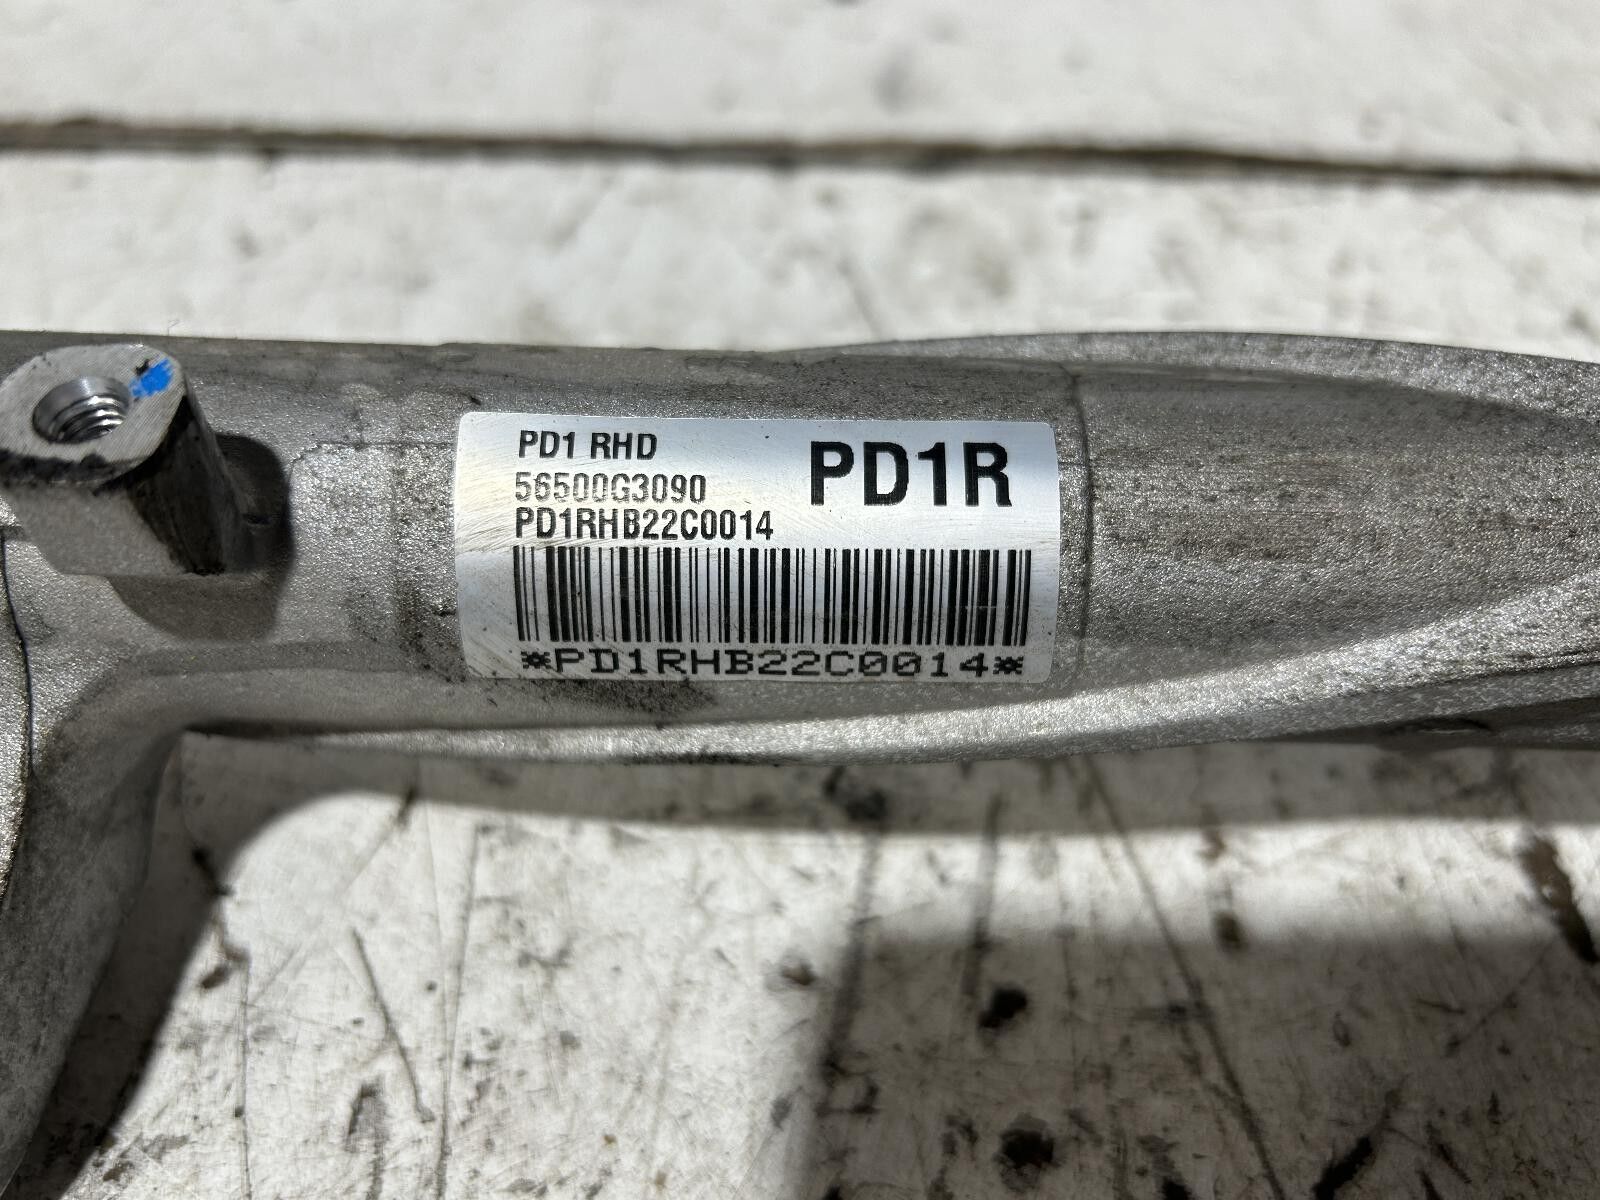 PD1 RHD
PD1R
56500G3090
PD1RHB22C0014
*PD1RHB22C0014*